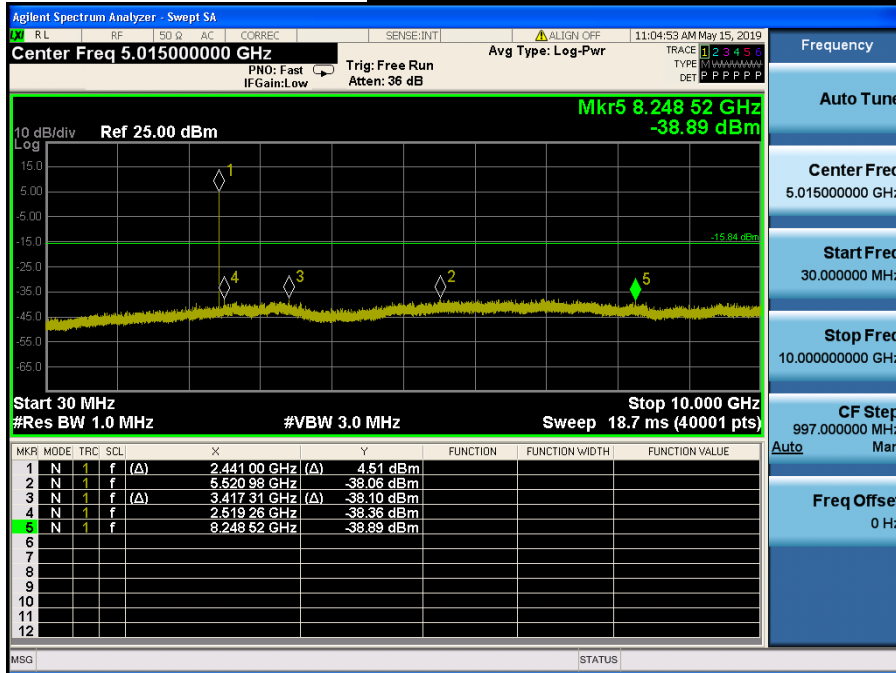 Agilent Spectrum Analyzer - Swept SA
LXI RL RF 50 Ω AC CORREC SENSE:INT ALIGN OFF 11:04:53 AM May 15, 2019
Center Freq 5.015000000 GHz
PNO: Fast
IFGain:Low
Trig: Free Run
Atten: 36 dB
Avg Type: Log-Pwr
TRACE 1 2 3 4 5 6
TYPE M WWWWW
DET P P P P P P
Mkr5 8.248 52 GHz
-38.89 dBm
10 dB/div Ref 25.00 dBm
Log
15.0
5.00
-5.00
-15.0
-25.0
-35.0
-45.0
-55.0
-65.0
1
-15.84 dBm
4
3
2
5
Start 30 MHz Stop 10.000 GHz
#Res BW 1.0 MHz #VBW 3.0 MHz Sweep 18.7 ms (40001 pts)
MKR MODE TRC SCL X Y FUNCTION FUNCTION WIDTH FUNCTION VALUE
1 N 1 f (Δ) 2.441 00 GHz (Δ) 4.51 dBm
2 N 1 f 5.520 98 GHz -38.06 dBm
3 N 1 f (Δ) 3.417 31 GHz (Δ) -38.10 dBm
4 N 1 f 2.519 26 GHz -38.36 dBm
5 N 1 f 8.248 52 GHz -38.89 dBm
6
7
8
9
10
11
12
MSG STATUS
Frequency
Auto Tune
Center Freq
5.015000000 GHz
Start Freq
30.000000 MHz
Stop Freq
10.000000000 GHz
CF Step
997.000000 MHz
Auto Man
Freq Offset
0 Hz